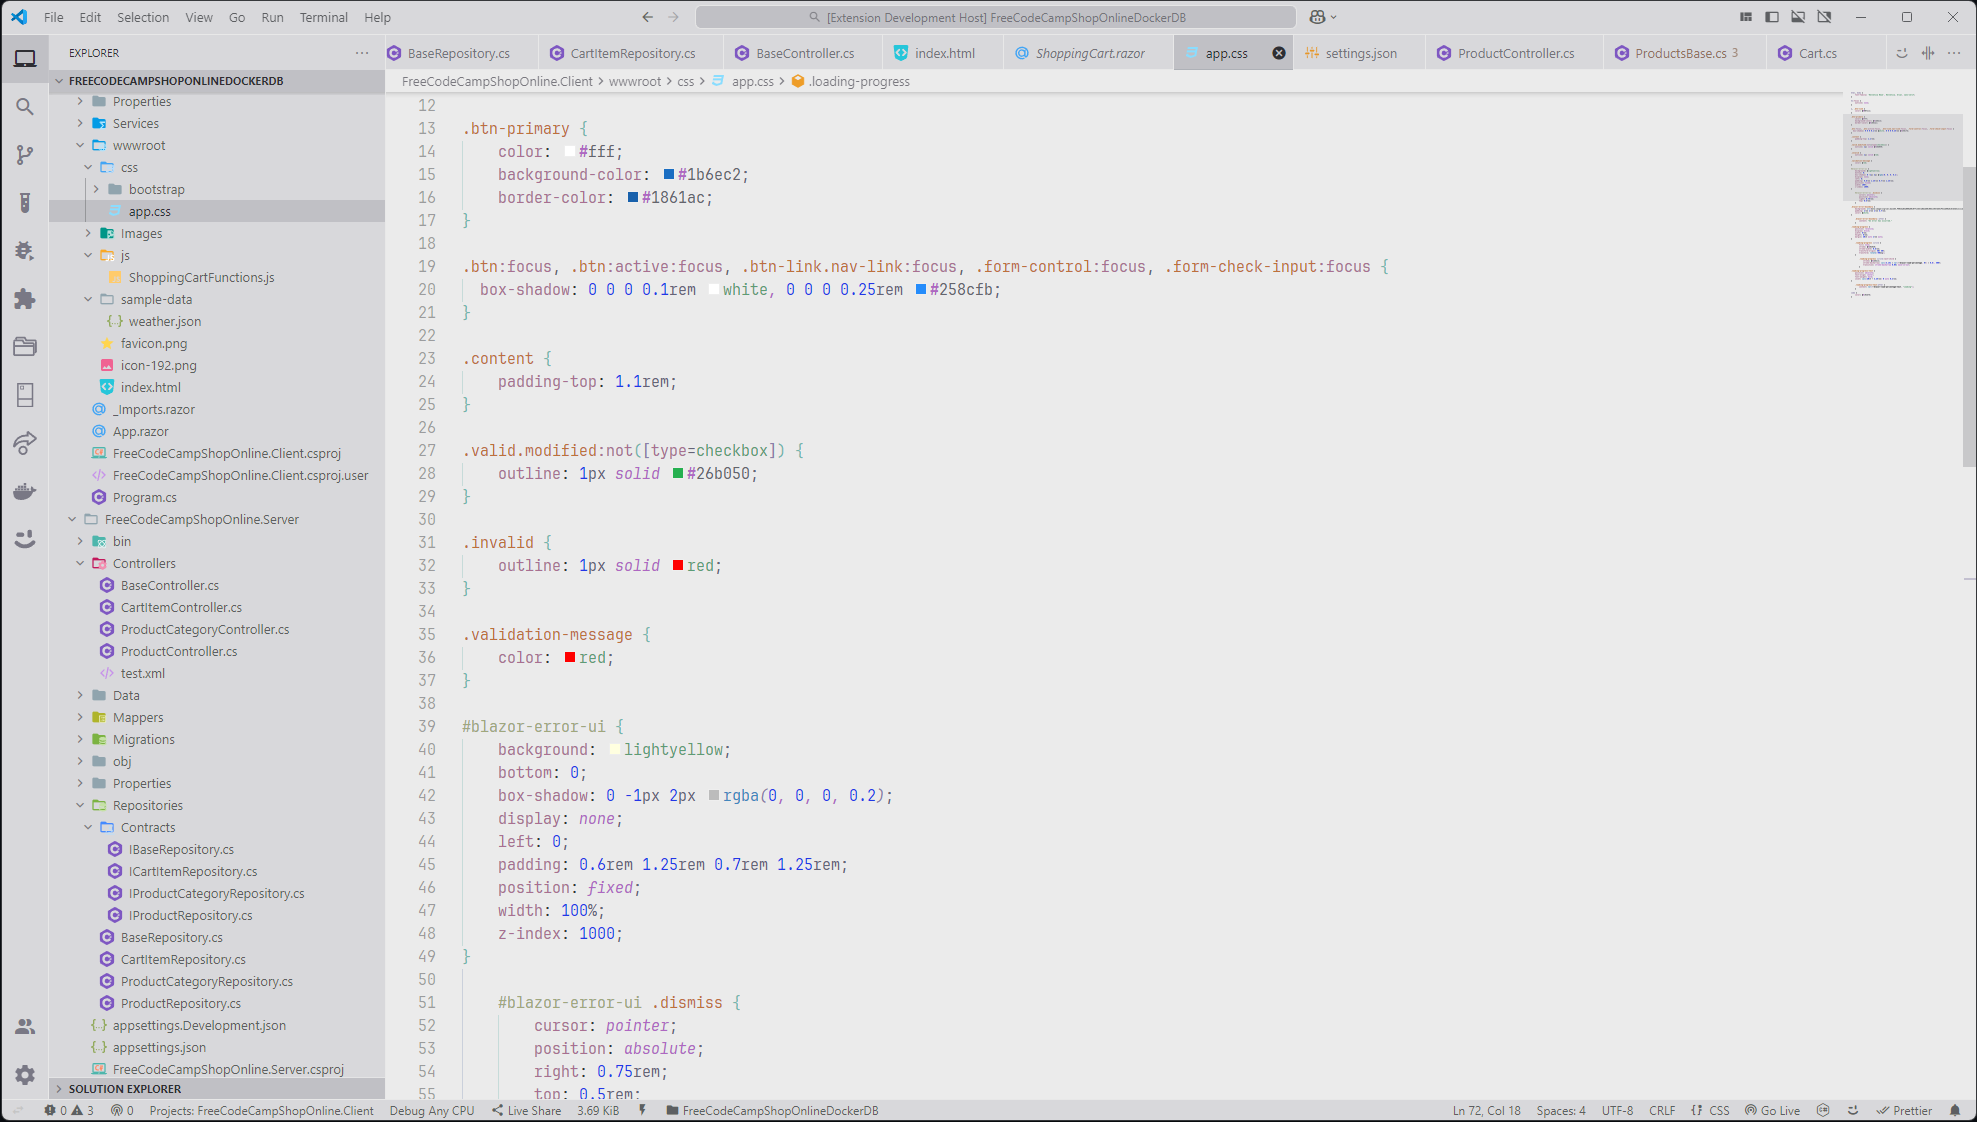 File Edit Selection View Go Run Terminal Help
[Extension Development Host] FreeCodeCampShopOnlineDockerDB
EXPLORER
BaseRepository.cs
CartItemRepository.cs
BaseController.cs
index.html
ShoppingCart.razor
app.css
settings.json
ProductController.cs
ProductsBase.cs 3
Cart.cs
FREECODECAMPSHOPONLINEDOCKERDB
Properties
Services
wwwroot
css
bootstrap
app.css
Images
js
ShoppingCartFunctions.js
sample-data
weather.json
favicon.png
icon-192.png
index.html
_Imports.razor
App.razor
FreeCodeCampShopOnline.Client.csproj
FreeCodeCampShopOnline.Client.csproj.user
Program.cs
FreeCodeCampShopOnline.Server
bin
Controllers
BaseController.cs
CartItemController.cs
ProductCategoryController.cs
ProductController.cs
test.xml
Data
Mappers
Migrations
obj
Properties
Repositories
Contracts
IBaseRepository.cs
ICartItemRepository.cs
IProductCategoryRepository.cs
IProductRepository.cs
BaseRepository.cs
CartItemRepository.cs
ProductCategoryRepository.cs
ProductRepository.cs
appsettings.Development.json
appsettings.json
FreeCodeCampShopOnline.Server.csproj
SOLUTION EXPLORER
FreeCodeCampShopOnline.Client > wwwroot > css > app.css > .loading-progress
12
13 .btn-primary {
14 color: #fff;
15 background-color: #1b6ec2;
16 border-color: #1861ac;
17 }
18
19 .btn:focus, .btn:active:focus, .btn-link.nav-link:focus, .form-control:focus, .form-check-input:focus {
20 box-shadow: 0 0 0 0.1rem white, 0 0 0 0.25rem #258cfb;
21 }
22
23 .content {
24 padding-top: 1.1rem;
25 }
26
27 .valid.modified:not([type=checkbox]) {
28 outline: 1px solid #26b050;
29 }
30
31 .invalid {
32 outline: 1px solid red;
33 }
34
35 .validation-message {
36 color: red;
37 }
38
39 #blazor-error-ui {
40 background: lightyellow;
41 bottom: 0;
42 box-shadow: 0 -1px 2px rgba(0, 0, 0, 0.2);
43 display: none;
44 left: 0;
45 padding: 0.6rem 1.25rem 0.7rem 1.25rem;
46 position: fixed;
47 width: 100%;
48 z-index: 1000;
49 }
50
51 #blazor-error-ui .dismiss {
52 cursor: pointer;
53 position: absolute;
54 right: 0.75rem;
55 top: 0.5rem;
0 3 0 Projects: FreeCodeCampShopOnline.Client Debug Any CPU Live Share 3.69 KiB FreeCodeCampShopOnlineDockerDB Ln 72, Col 18 Spaces: 4 UTF-8 CRLF CSS Go Live Prettier